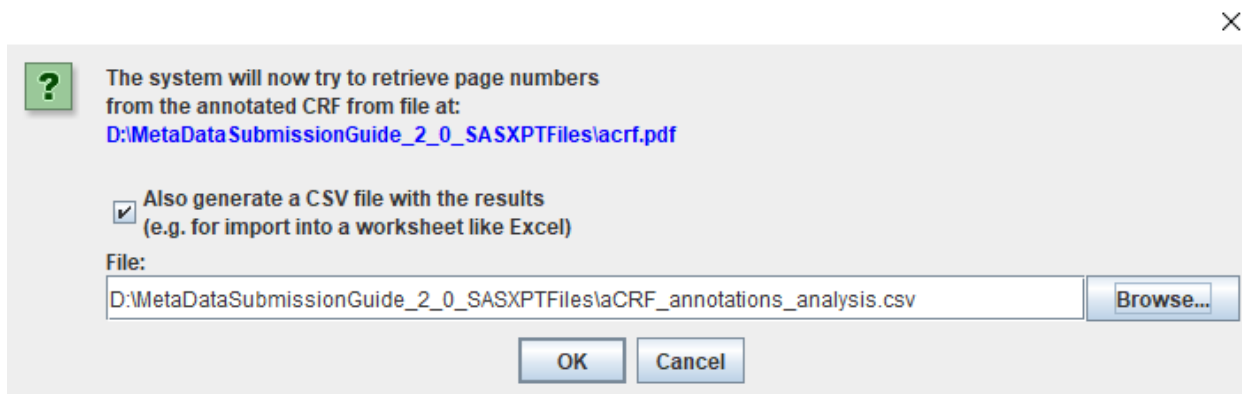 The system will now try to retrieve page numbers
from the annotated CRF from file at:
D:\MetaDataSubmissionGuide_2_0_SASXPTFiles\acrf.pdf
Also generate a CSV file with the results
(e.g. for import into a worksheet like Excel)
File:
D:\MetaDataSubmissionGuide_2_0_SASXPTFiles\aCRF_annotations_analysis.csv Browse...
OK Cancel